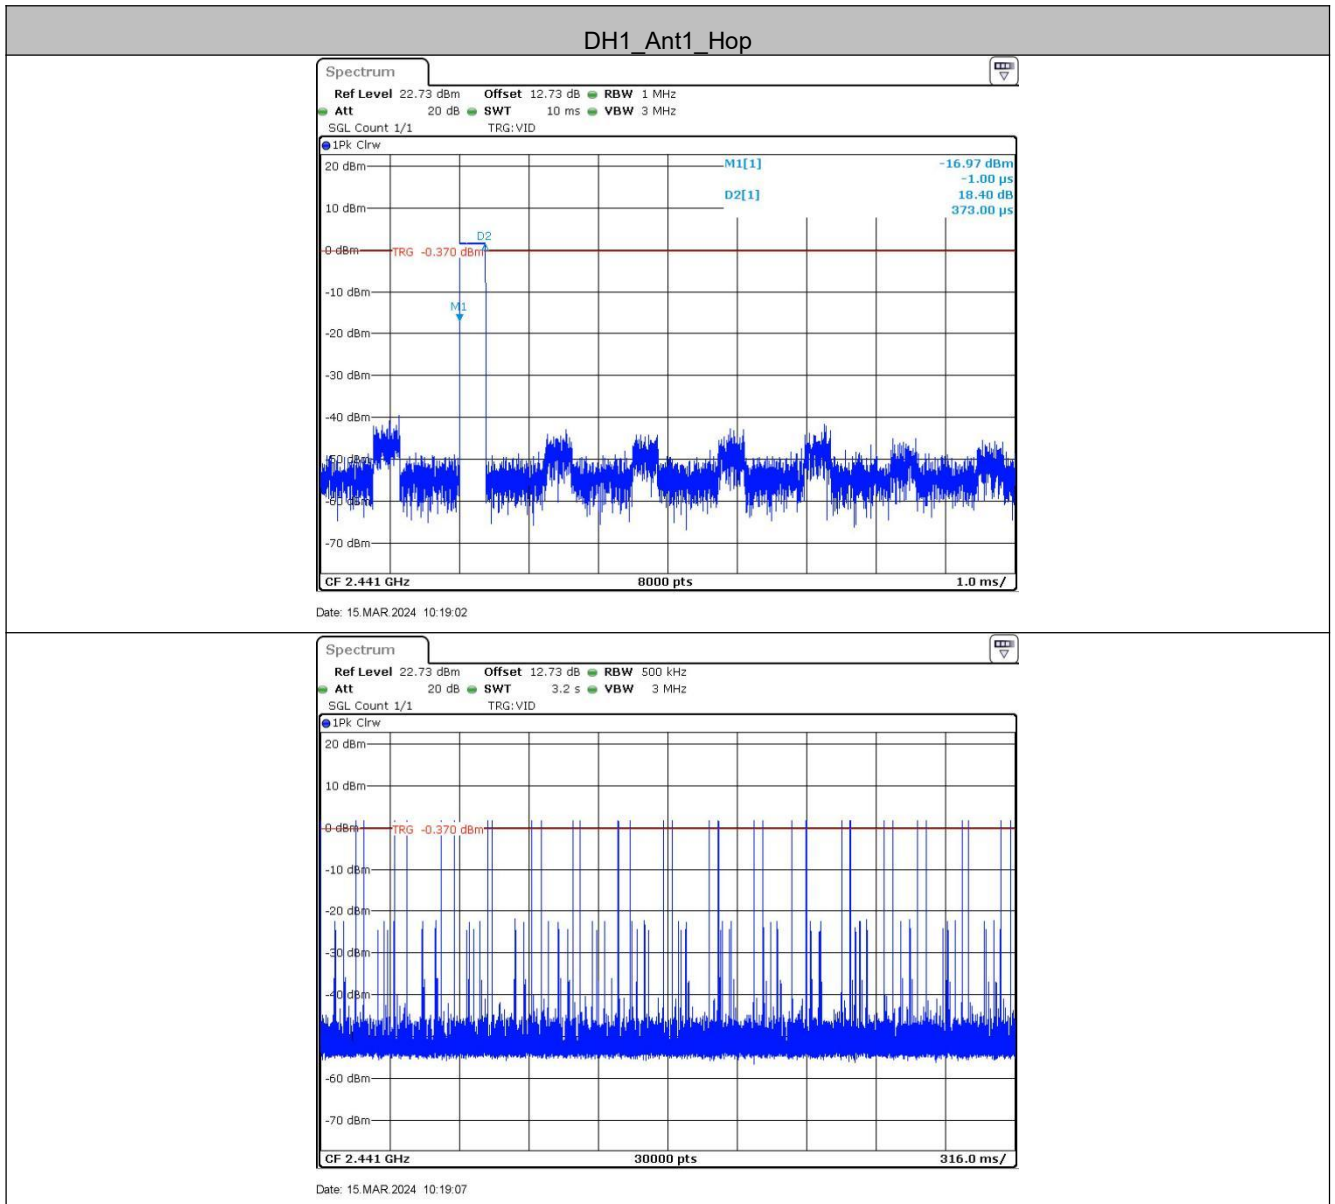 DH1_Ant1_Hop
Spectrum
Ref Level 22.73 dBm Offset 12.73 dB RBW 1 MHz
Att 20 dB SWT 10 ms VBW 3 MHz
SGL Count 1/1 TRG:VID
1Pk Clrw
20 dBm
M1[1] -16.97 dBm
-1.00 µs
D2[1] 18.40 dB
373.00 µs
10 dBm
D2
0 dBm
TRG -0.370 dBm
-10 dBm
M1
-20 dBm
-30 dBm
-40 dBm
-50 dBm
-60 dBm
-70 dBm
CF 2.441 GHz 8000 pts 1.0 ms/
Date: 15.MAR.2024 10:19:02
Spectrum
Ref Level 22.73 dBm Offset 12.73 dB RBW 500 kHz
Att 20 dB SWT 3.2 s VBW 3 MHz
SGL Count 1/1 TRG:VID
1Pk Clrw
20 dBm
10 dBm
0 dBm
TRG -0.370 dBm
-10 dBm
-20 dBm
-30 dBm
-40 dBm
-60 dBm
-70 dBm
CF 2.441 GHz 30000 pts 316.0 ms/
Date: 15.MAR.2024 10:19:07